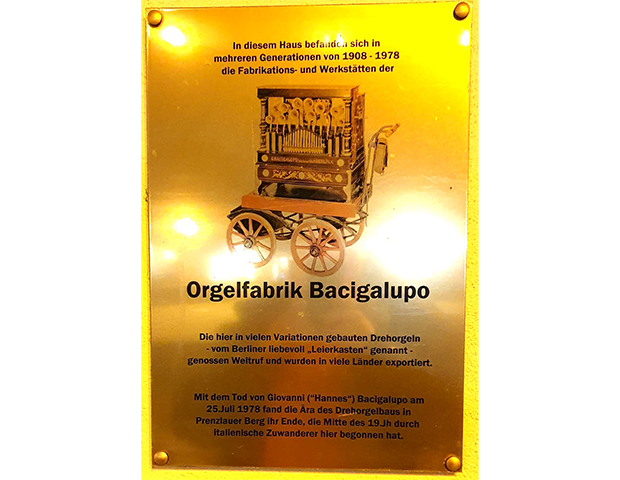 In diesem Haus befanden sich in
mehreren Generationen von 1908 - 1978
die Fabrikations- und Werkstätten der
Orgelfabrik Bacigalupo
Die hier in vielen Variationen gebauten Drehorgeln
- vom Berliner liebevoll „Leierkasten“ genannt -
genossen Weltruf und wurden in viele Länder exportiert.
Mit dem Tod von Giovanni (“Hannes“) Bacigalupo am
25.Juli 1978 fand die Ära des Drehorgelbaus in
Prenzlauer Berg ihr Ende, die Mitte des 19.Jh durch
italienische Zuwanderer hier begonnen hat.